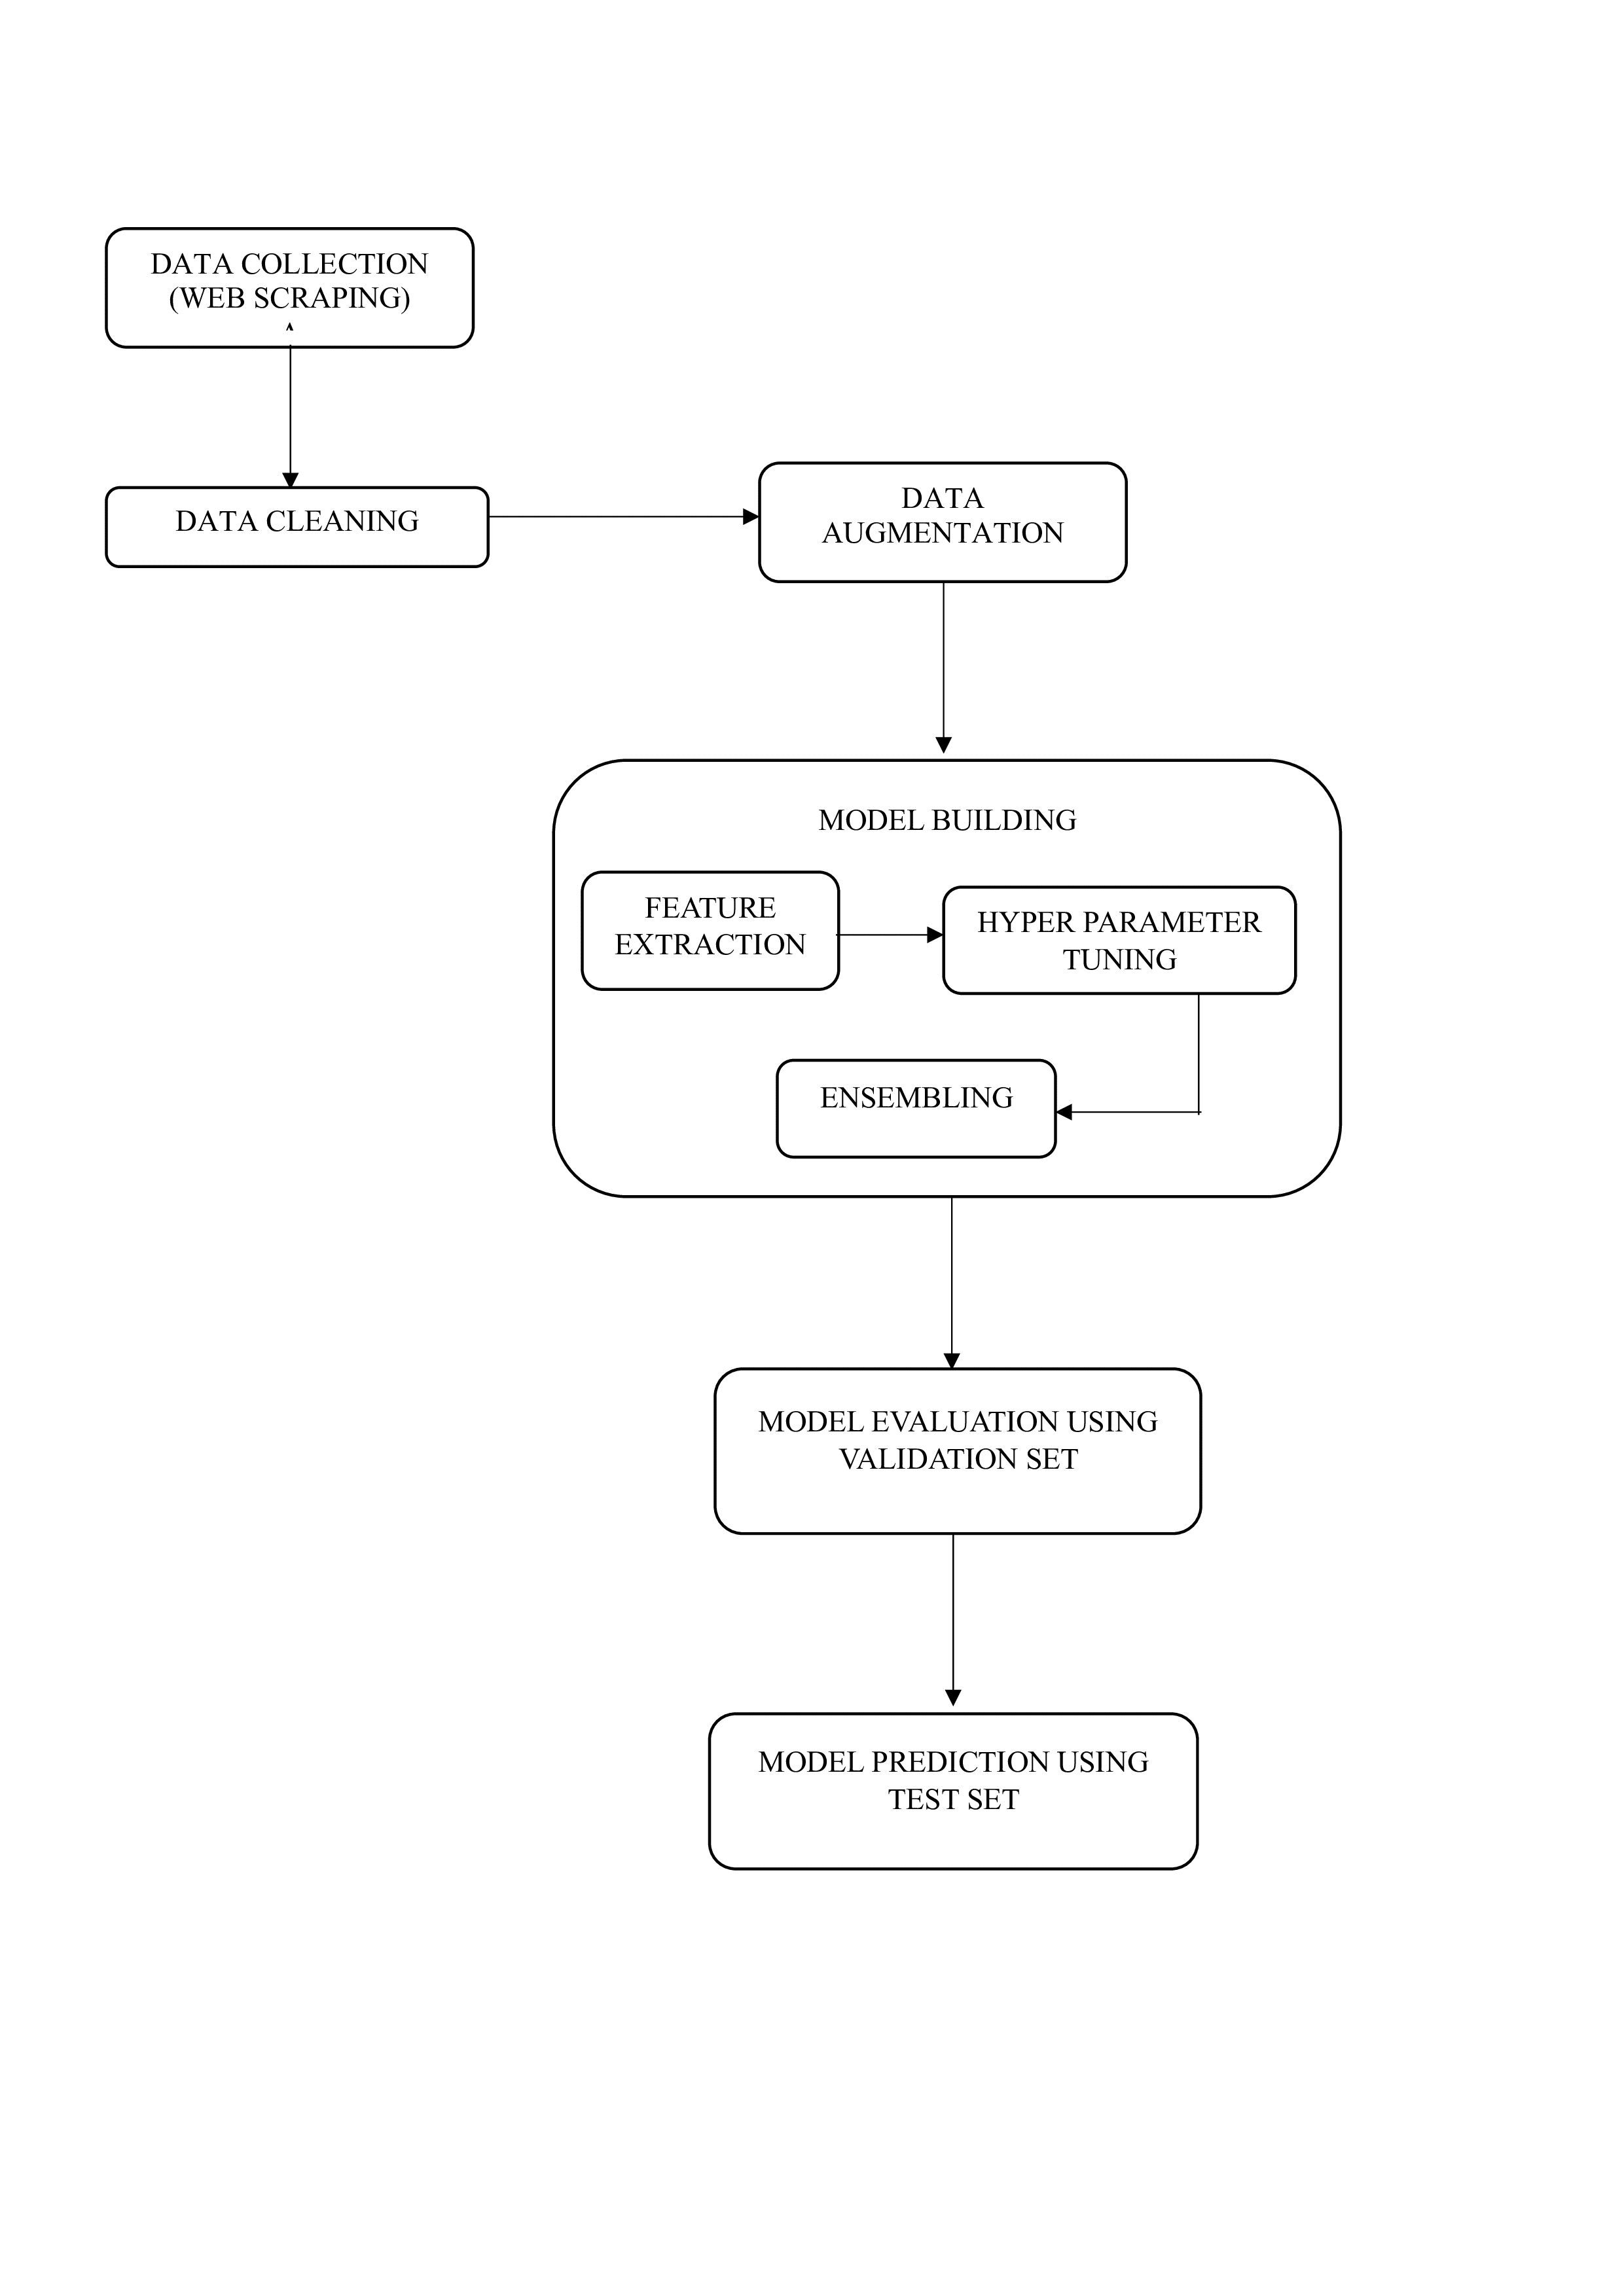 DATA COLLECTION
(WEB SCRAPING)
DATA CLEANING
DATA
AUGMENTATION
MODEL BUILDING
FEATURE
EXTRACTION
HYPER PARAMETER
TUNING
ENSEMBLING
MODEL EVALUATION USING
VALIDATION SET
MODEL PREDICTION USING
TEST SET